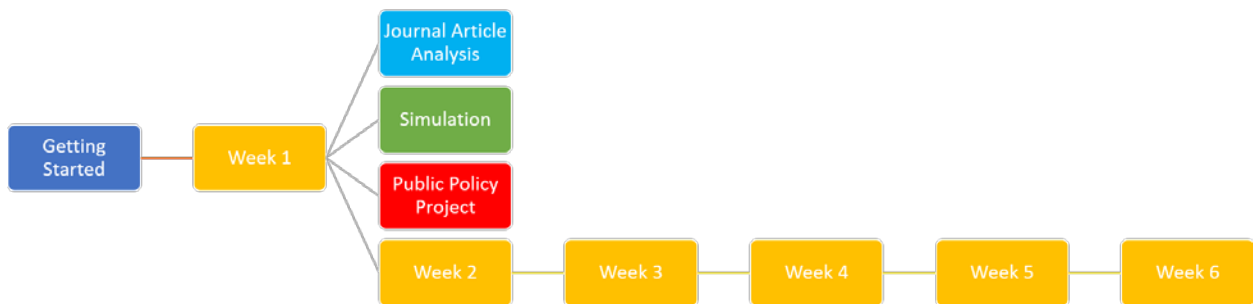 Getting
Started
Week 1
Journal Article
Analysis
Simulation
Public Policy
Project
Week 2
Week 3
Week 4
Week 5
Week 6